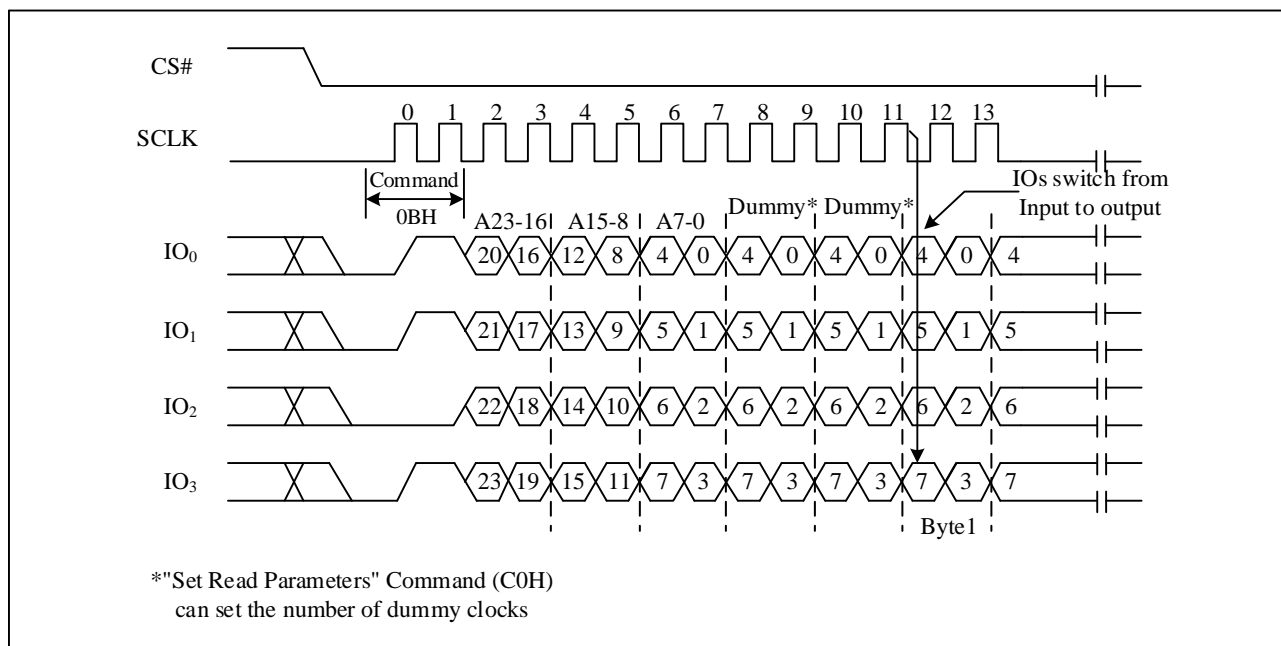 CS#
0 1 2 3 4 5 6 7 8 9 10 11 12 13
SCLK
Command
0BH
IOs switch from
Input to output
Dummy* Dummy*
A23-16 A15-8 A7-0
IO0 20 16 12 8 4 0 4 0 4 0 4 0 4
IO1 21 17 13 9 5 1 5 1 5 1 5 1 5
IO2 22 18 14 10 6 2 6 2 6 2 6 2 6
IO3 23 19 15 11 7 3 7 3 7 3 7 3 7
Byte1
*"Set Read Parameters" Command (C0H)
can set the number of dummy clocks